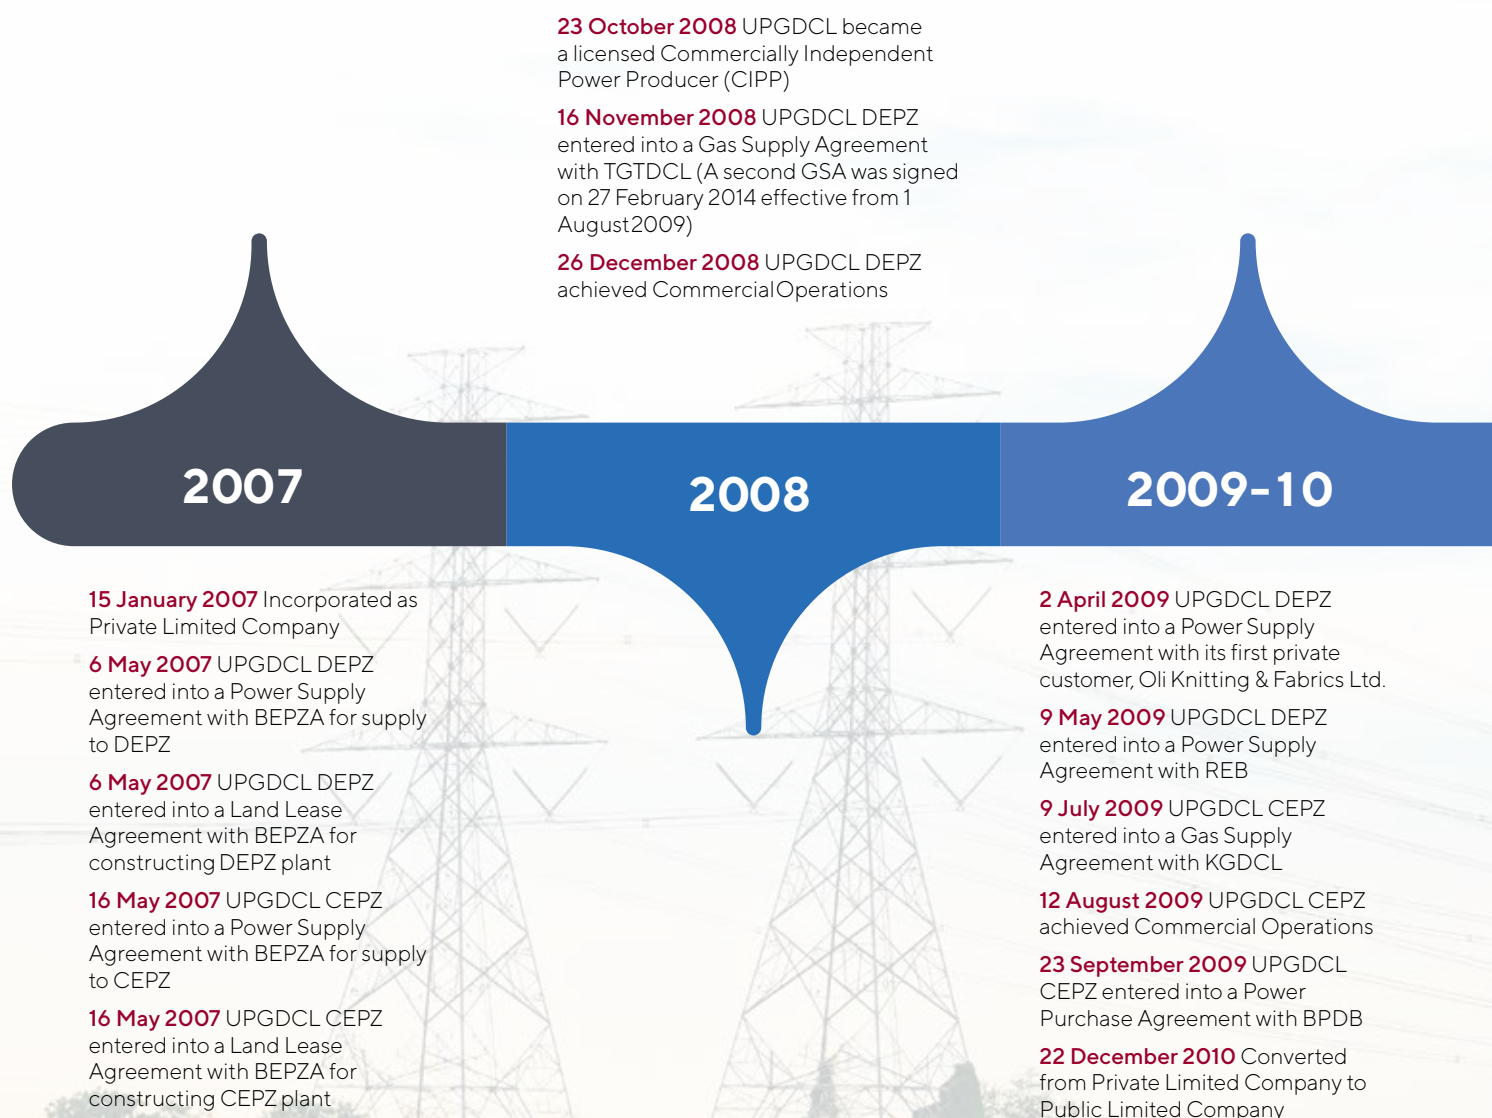 23 October 2008 UPGDCL became
a licensed Commercially Independent
Power Producer (CIPP)
16 November 2008 UPGDCL DEPZ
entered into a Gas Supply Agreement
with TGTDCL (A second GSA was signed
on 27 February 2014 effective from 1
August2009)
26 December 2008 UPGDCL DEPZ
achieved CommercialOperations
2007
2008
2009-10
15 January 2007 Incorporated as
Private Limited Company
6 May 2007 UPGDCL DEPZ
entered into a Power Supply
Agreement with BEPZA for supply
to DEPZ
6 May 2007 UPGDCL DEPZ
entered into a Land Lease
Agreement with BEPZA for
constructing DEPZ plant
16 May 2007 UPGDCL CEPZ
entered into a Power Supply
Agreement with BEPZA for supply
to CEPZ
16 May 2007 UPGDCL CEPZ
entered into a Land Lease
Agreement with BEPZA for
constructing CEPZ plant
2 April 2009 UPGDCL DEPZ
entered into a Power Supply
Agreement with its first private
customer, Oli Knitting & Fabrics Ltd.
9 May 2009 UPGDCL DEPZ
entered into a Power Supply
Agreement with REB
9 July 2009 UPGDCL CEPZ
entered into a Gas Supply
Agreement with KGDCL
12 August 2009 UPGDCL CEPZ
achieved Commercial Operations
23 September 2009 UPGDCL
CEPZ entered into a Power
Purchase Agreement with BPDB
22 December 2010 Converted
from Private Limited Company to
Public Limited Company